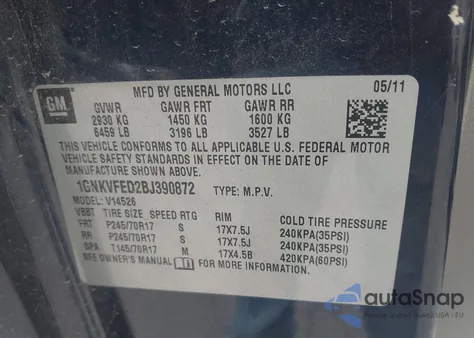 GM
MFD BY GENERAL MOTORS LLC
05/11
GVWR GAWR FRT GAWR RR
2930 KG 1450 KG 1600 KG
6459 LB 3196 LB 3527 LB
THIS VEHICLE CONFORMS TO ALL APPLICABLE U.S. FEDERAL MOTOR
VEHICLE SAFETY STANDARDS IN EFFECT ON THE DATE OF
MANUFACTURE SHOWN ABOVE.
1GNKVFED2BJ390872 TYPE: M.P.V.
MODEL: V14526
VBBT TIRE SIZE SPEED RTG RIM COLD TIRE PRESSURE
FRT P245/70R17 S 17X7.5J 240KPA(35PSI)
RR P245/70R17 S 17X7.5J 240KPA(35PSI)
SPA T145/70R17 M 17X4.5B 420KPA(60PSI)
SEE OWNER'S MANUAL FOR MORE INFORMATION.
autaSnap
USA i EU